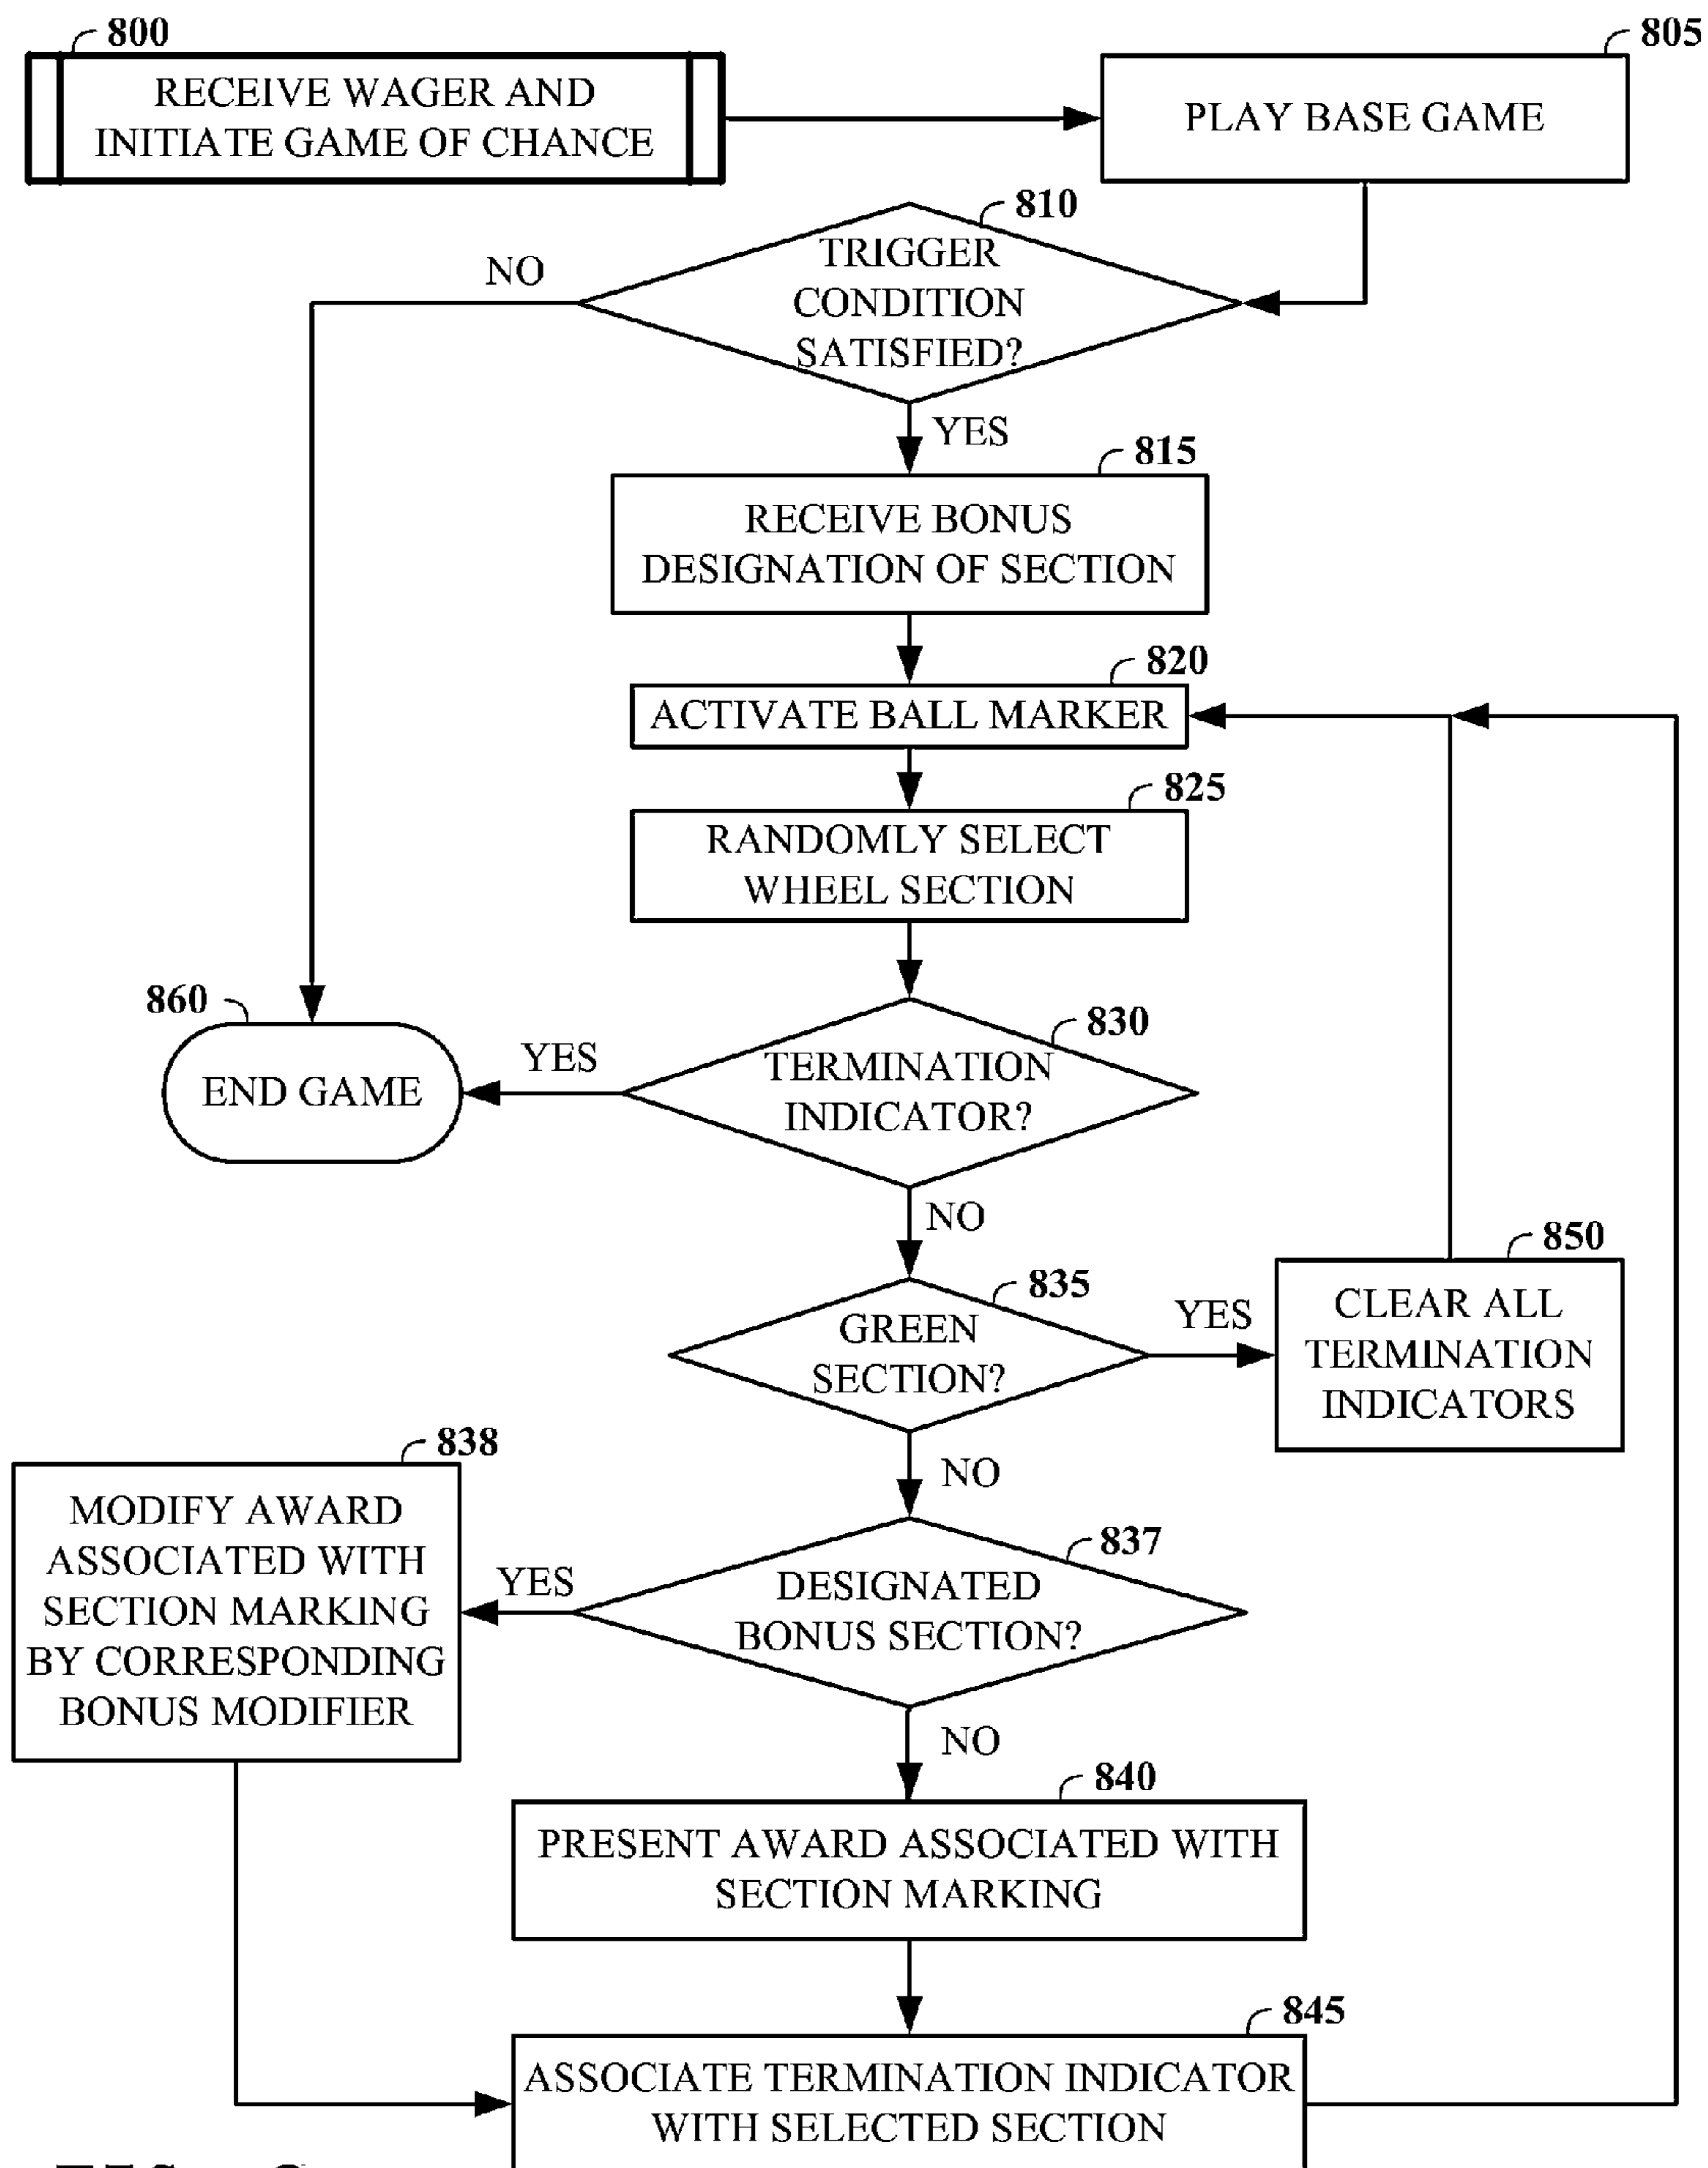 800
RECEIVE WAGER AND
INITIATE GAME OF CHANCE
805
PLAY BASE GAME
810
TRIGGER
CONDITION
SATISFIED?
NO
YES
815
RECEIVE BONUS
DESIGNATION OF SECTION
820
ACTIVATE BALL MARKER
825
RANDOMLY SELECT
WHEEL SECTION
830
TERMINATION
INDICATOR?
YES
860
END GAME
NO
835
GREEN
SECTION?
YES
850
CLEAR ALL
TERMINATION
INDICATORS
NO
837
DESIGNATED
BONUS SECTION?
YES
838
MODIFY AWARD
ASSOCIATED WITH
SECTION MARKING
BY CORRESPONDING
BONUS MODIFIER
NO
840
PRESENT AWARD ASSOCIATED WITH
SECTION MARKING
845
ASSOCIATE TERMINATION INDICATOR
WITH SELECTED SECTION